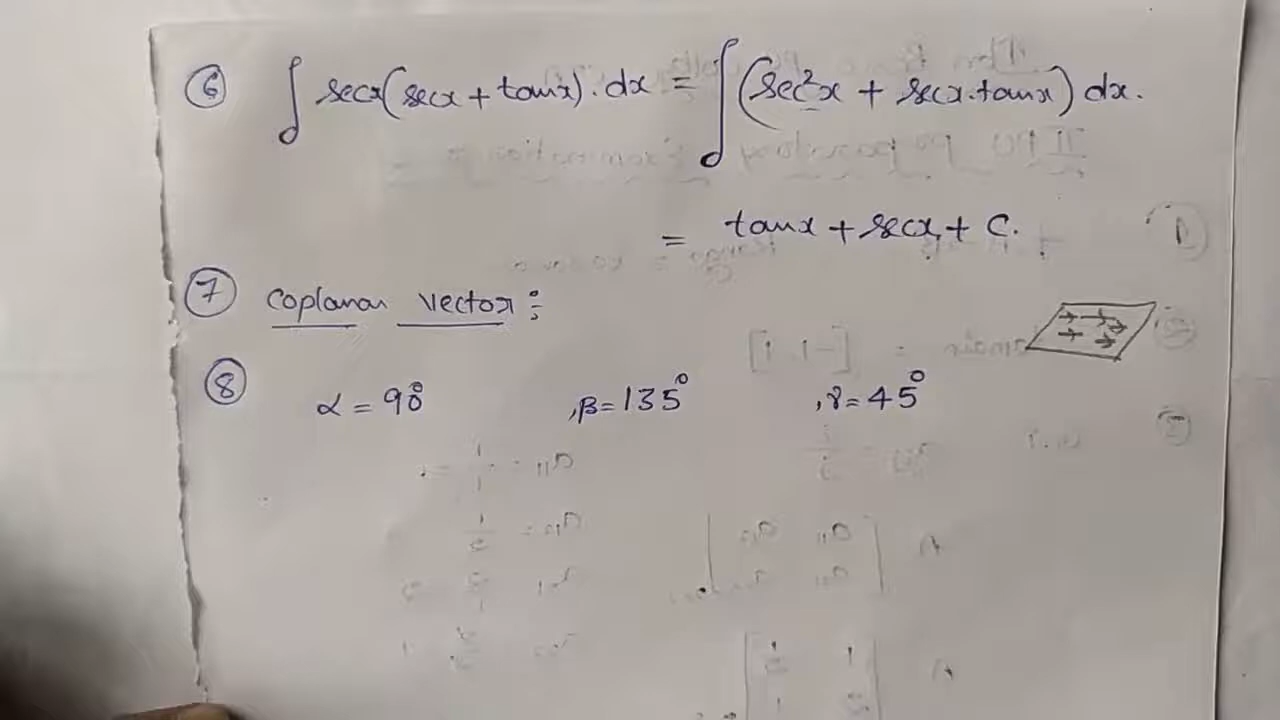 ⑥ ∫ secx(secx + tanx).dx = ∫(sec²x + secx.tanx) dx.
= tanx + secx + C.
⑦ coplanar vector:
⑧ α = 90° , β = 135° , γ = 45°